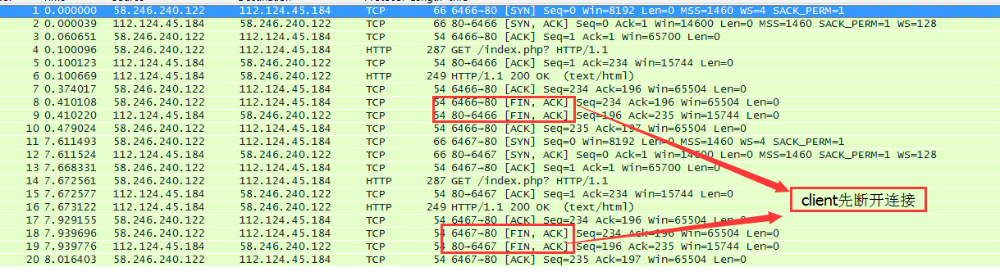 1 0.000000 58.246.240.122 112.124.45.184 TCP 66 6466→80 [SYN] Seq=0 Win=8192 Len=0 MSS=1460 WS=4 SACK_PERM=1
2 0.000039 112.124.45.184 58.246.240.122 TCP 66 80→6466 [SYN, ACK] Seq=0 Ack=1 Win=14600 Len=0 MSS=1460 SACK_PERM=1 WS=128
3 0.060651 58.246.240.122 112.124.45.184 TCP 54 6466→80 [ACK] Seq=1 Ack=1 Win=65700 Len=0
4 0.100096 58.246.240.122 112.124.45.184 HTTP 287 GET /index.php? HTTP/1.1
5 0.100123 112.124.45.184 58.246.240.122 TCP 54 80→6466 [ACK] Seq=1 Ack=234 Win=15744 Len=0
6 0.100669 112.124.45.184 58.246.240.122 HTTP 249 HTTP/1.1 200 OK (text/html)
7 0.374017 58.246.240.122 112.124.45.184 TCP 54 6466→80 [ACK] Seq=234 Ack=196 Win=65504 Len=0
8 0.410108 58.246.240.122 112.124.45.184 TCP 54 6466→80 [FIN, ACK] Seq=234 Ack=196 Win=65504 Len=0
9 0.410220 112.124.45.184 58.246.240.122 TCP 54 80→6466 [FIN, ACK] Seq=196 Ack=235 Win=15744 Len=0
10 0.479024 58.246.240.122 112.124.45.184 TCP 54 6466→80 [ACK] Seq=235 Ack=197 Win=65504 Len=0
11 7.611493 58.246.240.122 112.124.45.184 TCP 66 6467→80 [SYN] Seq=0 Win=8192 Len=0 MSS=1460 WS=4 SACK_PERM=1
12 7.611524 112.124.45.184 58.246.240.122 TCP 66 80→6467 [SYN, ACK] Seq=0 Ack=1 Win=14600 Len=0 MSS=1460 SACK_PERM=1 WS=128
13 7.668331 58.246.240.122 112.124.45.184 TCP 54 6467→80 [ACK] Seq=1 Ack=1 Win=65700 Len=0
14 7.672561 58.246.240.122 112.124.45.184 HTTP 287 GET /index.php? HTTP/1.1
15 7.672577 112.124.45.184 58.246.240.122 TCP 54 80→6467 [ACK] Seq=1 Ack=234 Win=15744 Len=0
client先断开连接
16 7.673122 112.124.45.184 58.246.240.122 HTTP 249 HTTP/1.1 200 OK (text/html)
17 7.929155 58.246.240.122 112.124.45.184 TCP 54 6467→80 [ACK] Seq=234 Ack=196 Win=65504 Len=0
18 7.939696 58.246.240.122 112.124.45.184 TCP 54 6467→80 [FIN, ACK] Seq=234 Ack=196 Win=65504 Len=0
19 7.939776 112.124.45.184 58.246.240.122 TCP 54 80→6467 [FIN, ACK] Seq=196 Ack=235 Win=15744 Len=0
20 8.016403 58.246.240.122 112.124.45.184 TCP 54 6467→80 [ACK] Seq=235 Ack=197 Win=65504 Len=0